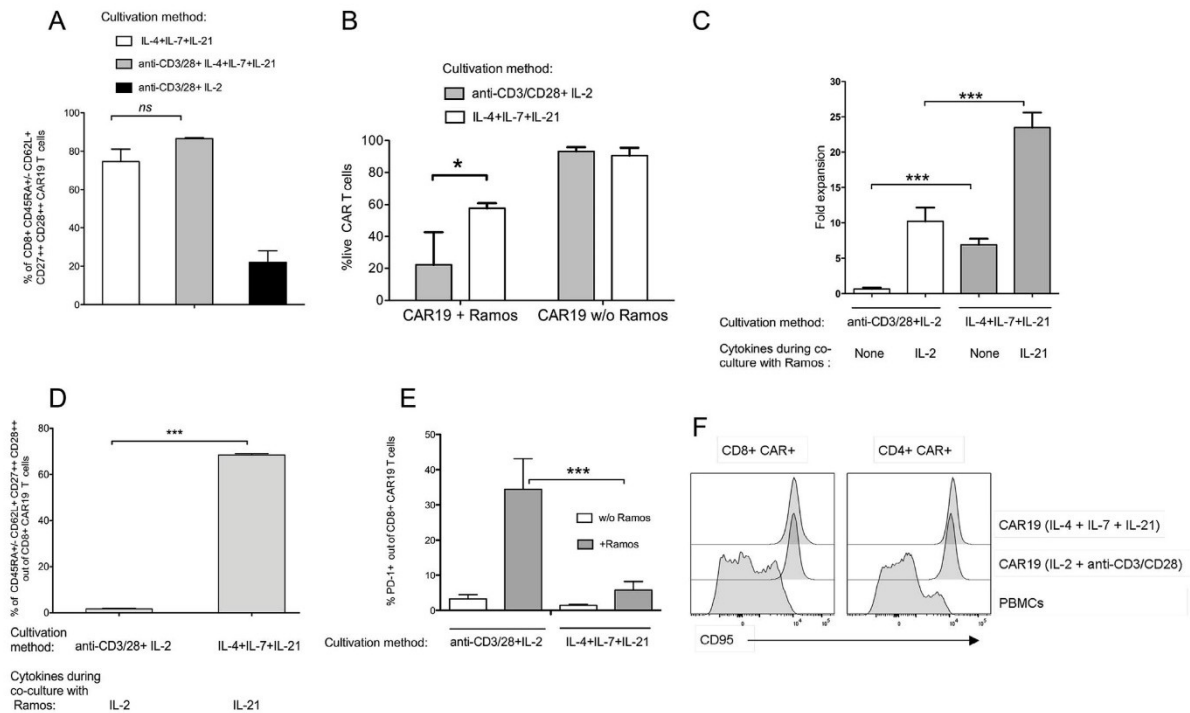 A
Cultivation method:
IL-4+IL-7+IL-21
anti-CD3/28+ IL-4+IL-7+IL-21
anti-CD3/28+ IL-2
ns
100
80
60
40
20
0
% of CD8+ CD45RA+/- CD62L+
CD27++ CD28++ CAR19 T cells
B
Cultivation method:
anti-CD3/CD28+ IL-2
IL-4+IL-7+IL-21
*
100
80
60
40
20
0
%live CAR T cells
CAR19 + Ramos
CAR19 w/o Ramos
C
30
25
20
15
10
5
0
Fold expansion
***
***
Cultivation method:
anti-CD3/28+IL-2
IL-4+IL-7+IL-21
Cytokines during co-
culture with Ramos :
None
IL-2
None
IL-21
D
80
60
40
20
0
% of CD45RA+/- CD62L+ CD27++ CD28++
out of CD8+ CAR19 T cells
***
Cultivation
method:
anti-CD3/28+ IL-2
IL-4+IL-7+IL-21
Cytokines during
co-culture with
Ramos:
IL-2
IL-21
E
50
40
30
20
10
0
% PD-1+ out of CD8+ CAR19 T cells
***
w/o Ramos
+Ramos
Cultivation method:
anti-CD3/28+IL-2
IL-4+IL-7+IL-21
F
CD8+ CAR+
CD4+ CAR+
CAR19 (IL-4 + IL-7 + IL-21)
CAR19 (IL-2 + anti-CD3/CD28)
PBMCs
0
10⁴
10⁵
0
10⁴
10⁵
CD95